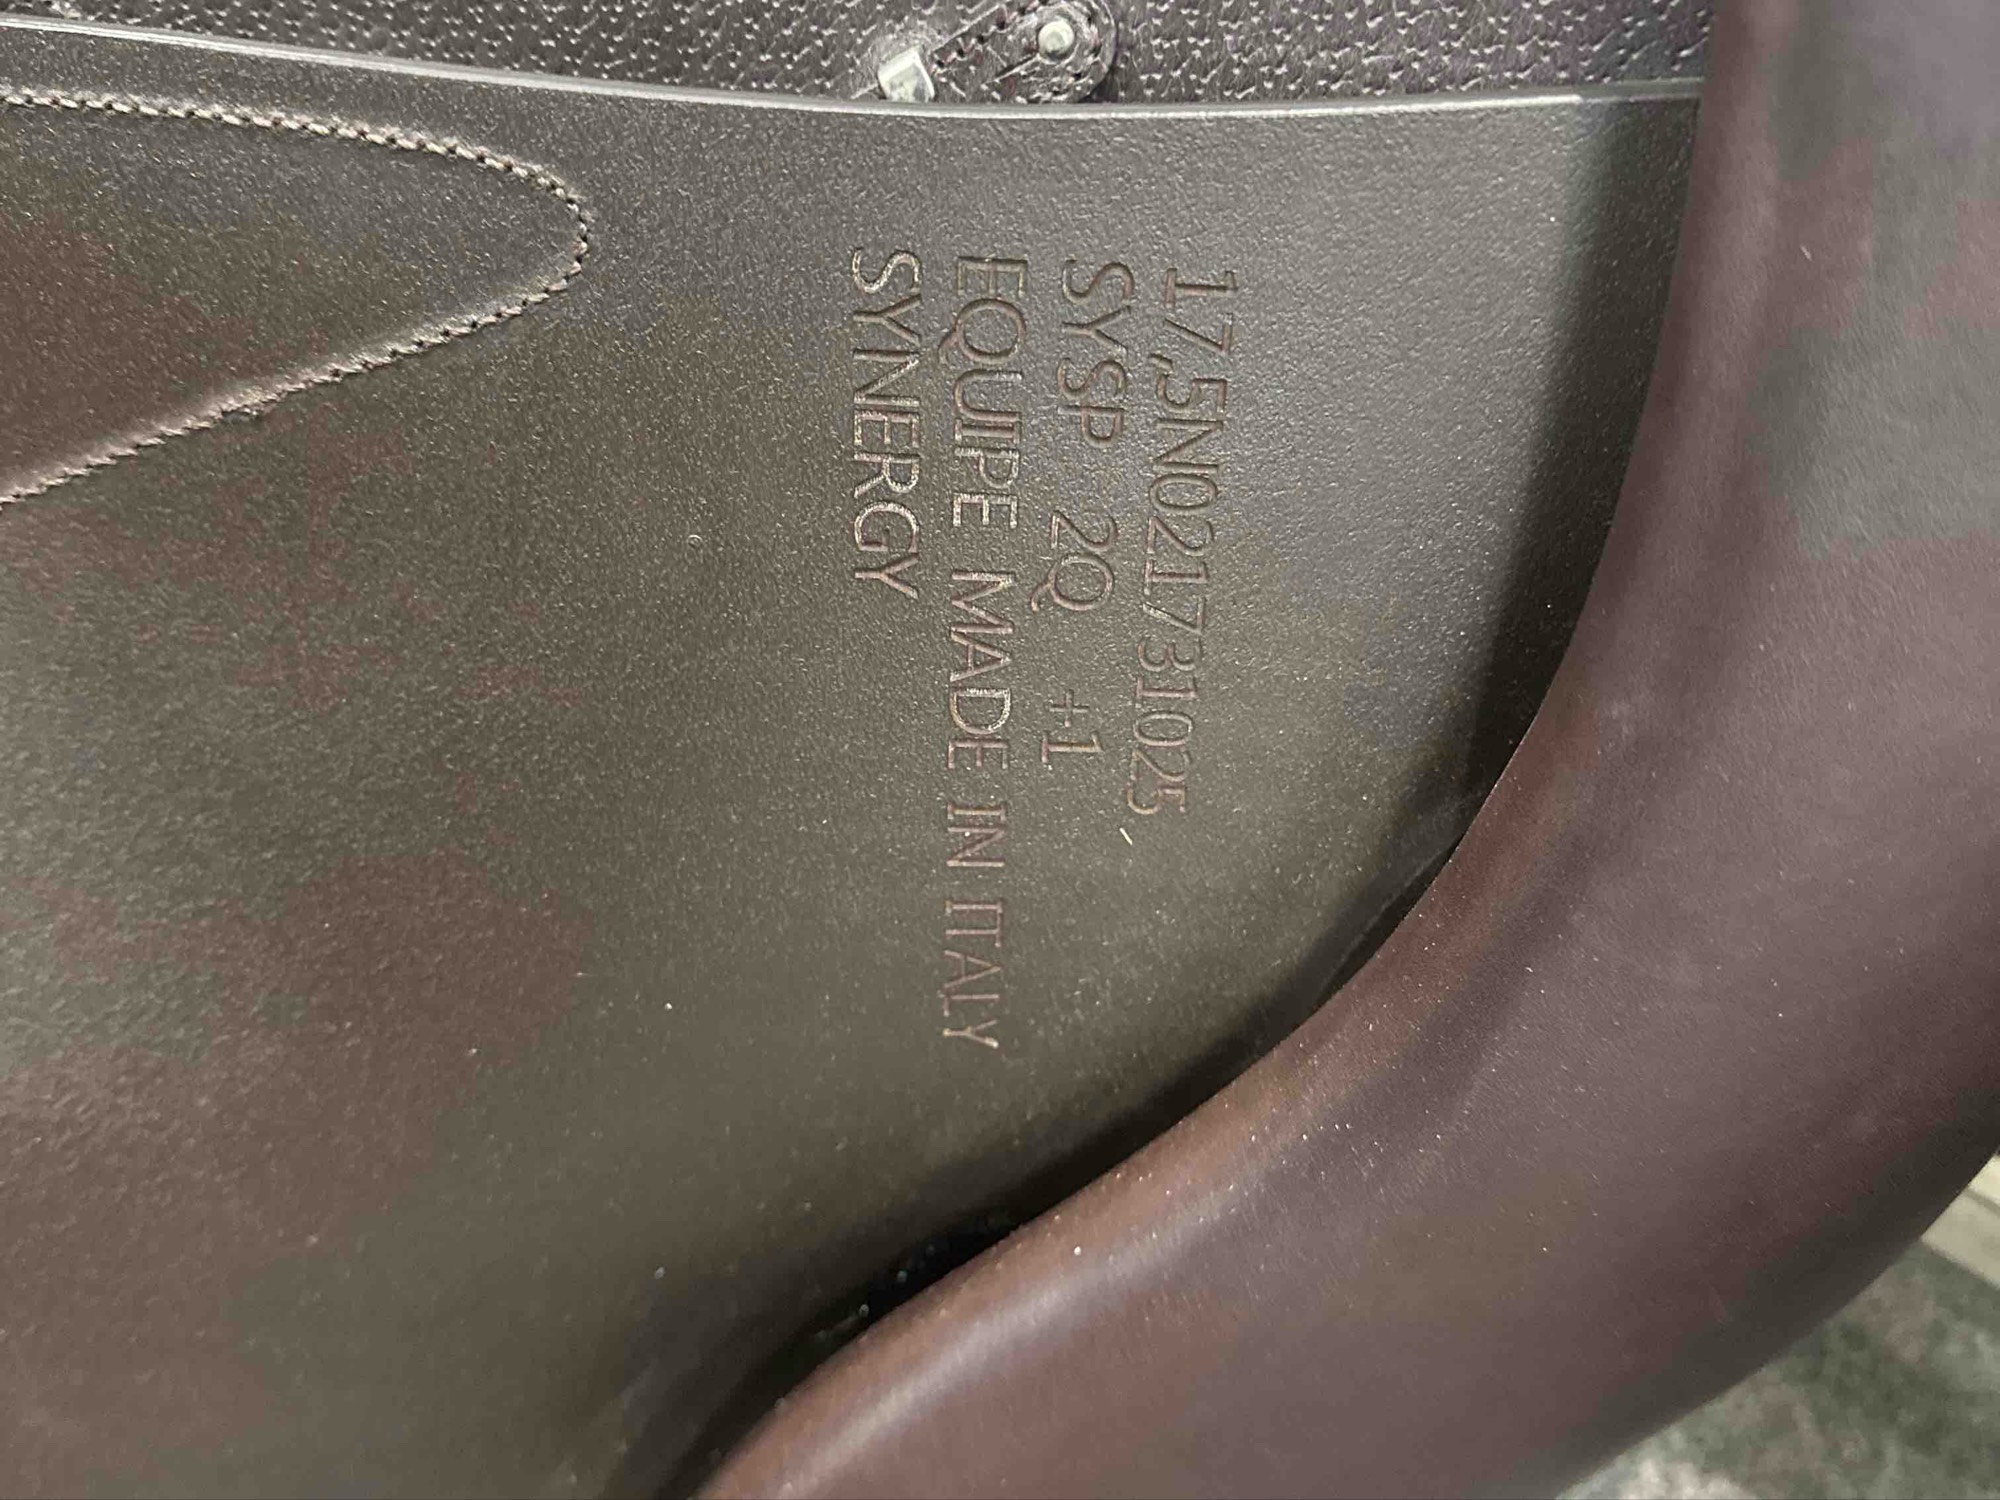 17,5N021731025
SYSP 2Q +1
EQUIPE MADE IN ITALY
SYNERGY